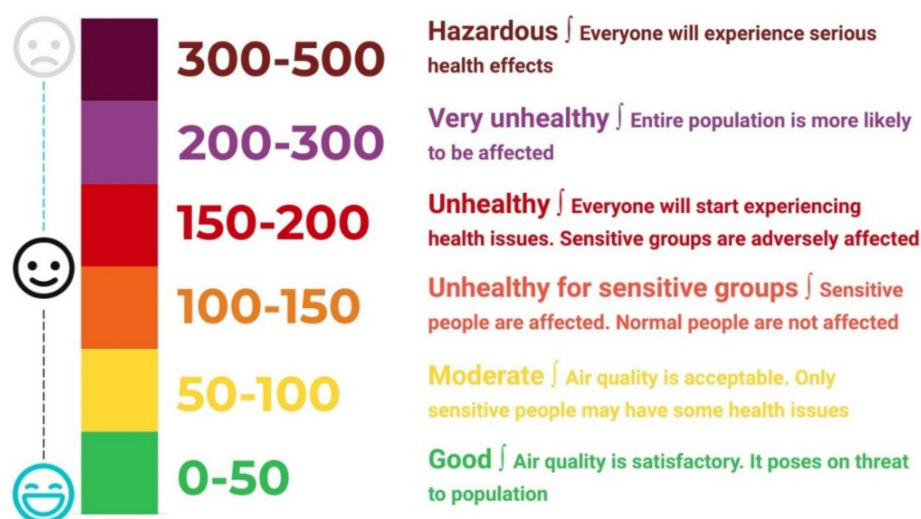 300-500
Hazardous ∫ Everyone will experience serious
health effects
200-300
Very unhealthy ∫ Entire population is more likely
to be affected
150-200
Unhealthy ∫ Everyone will start experiencing
health issues. Sensitive groups are adversely affected
100-150
Unhealthy for sensitive groups ∫ Sensitive
people are affected. Normal people are not affected
50-100
Moderate ∫ Air quality is acceptable. Only
sensitive people may have some health issues
0-50
Good ∫ Air quality is satisfactory. It poses on threat
to population